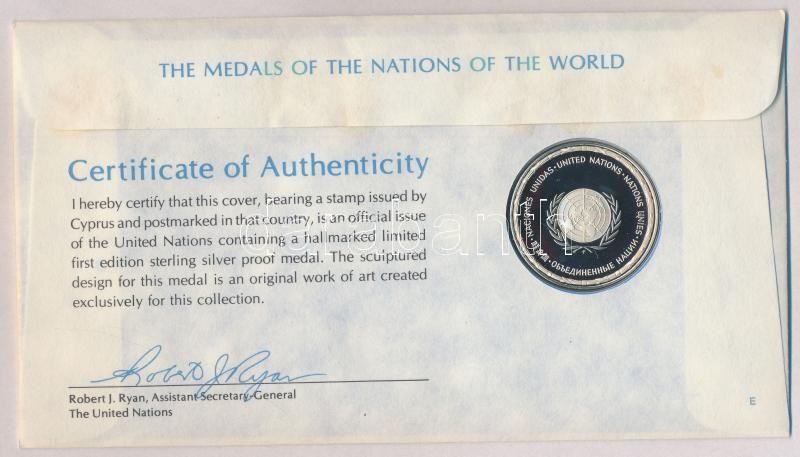 THE MEDALS OF THE NATIONS OF THE WORLD
Certificate of Authenticity
I hereby certify that this cover, bearing a stamp issued by
Cyprus and postmarked in that country, is an official issue
of the United Nations containing a hallmarked limited
first edition sterling silver proof medal. The sculptured
design for this medal is an original work of art created
exclusively for this collection.
NACIONES UNIDAS · UNITED NATIONS · NATIONS UNIES · ОБЪЕДИНЕННЫЕ НАЦИИ ·
darabanth
Robert J. Ryan
Robert J. Ryan, Assistant Secretary-General
The United Nations
E